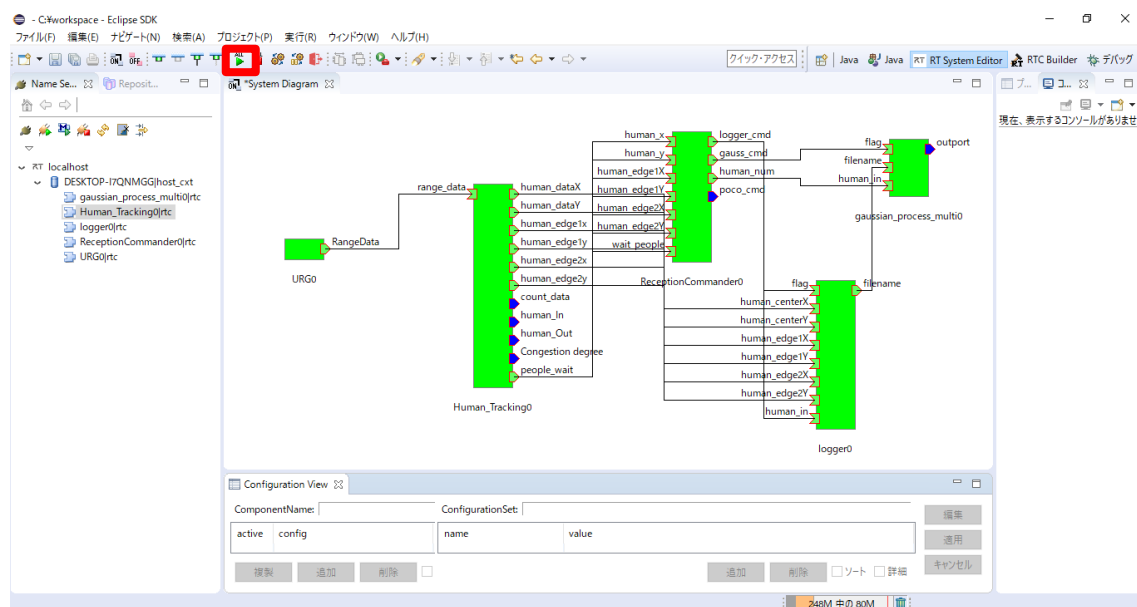 - C:¥workspace - Eclipse SDK
ファイル(F) 編集(E) ナビゲート(N) 検索(A) プロジェクト(P) 実行(R) ウィンドウ(W) ヘルプ(H)
ON OFF ALL クイック・アクセス Java Java RT RT System Editor RTC Builder デバッグ
Name Se... Reposit...
*System Diagram
プ... コ...
現在、表示するコンソールがありませ
RT localhost
DESKTOP-I7QNMGG|host_cxt
gaussian_process_multi0|rtc
Human_Tracking0|rtc
logger0|rtc
ReceptionCommander0|rtc
URG0|rtc
RangeData
URG0
range_data
human_dataX
human_dataY
human_edge1x
human_edge1y
human_edge2x
human_edge2y
count_data
human_In
human_Out
Congestion degree
people_wait
Human_Tracking0
human_x
human_y
human_edge1X
human_edge1Y
human_edge2X
human_edge2Y
wait_people
logger_cmd
gauss_cmd
human_num
poco_cmd
ReceptionCommander0
flag
filename
human_in
outport
gaussian_process_multi0
flag
human_centerX
human_centerY
human_edge1X
human_edge1Y
human_edge2X
human_edge2Y
human_in
filename
logger0
Configuration View
ComponentName: ConfigurationSet:
active config name value
編集
適用
キャンセル
複製 追加 削除 追加 削除 ソート 詳細
248M 中の 80M